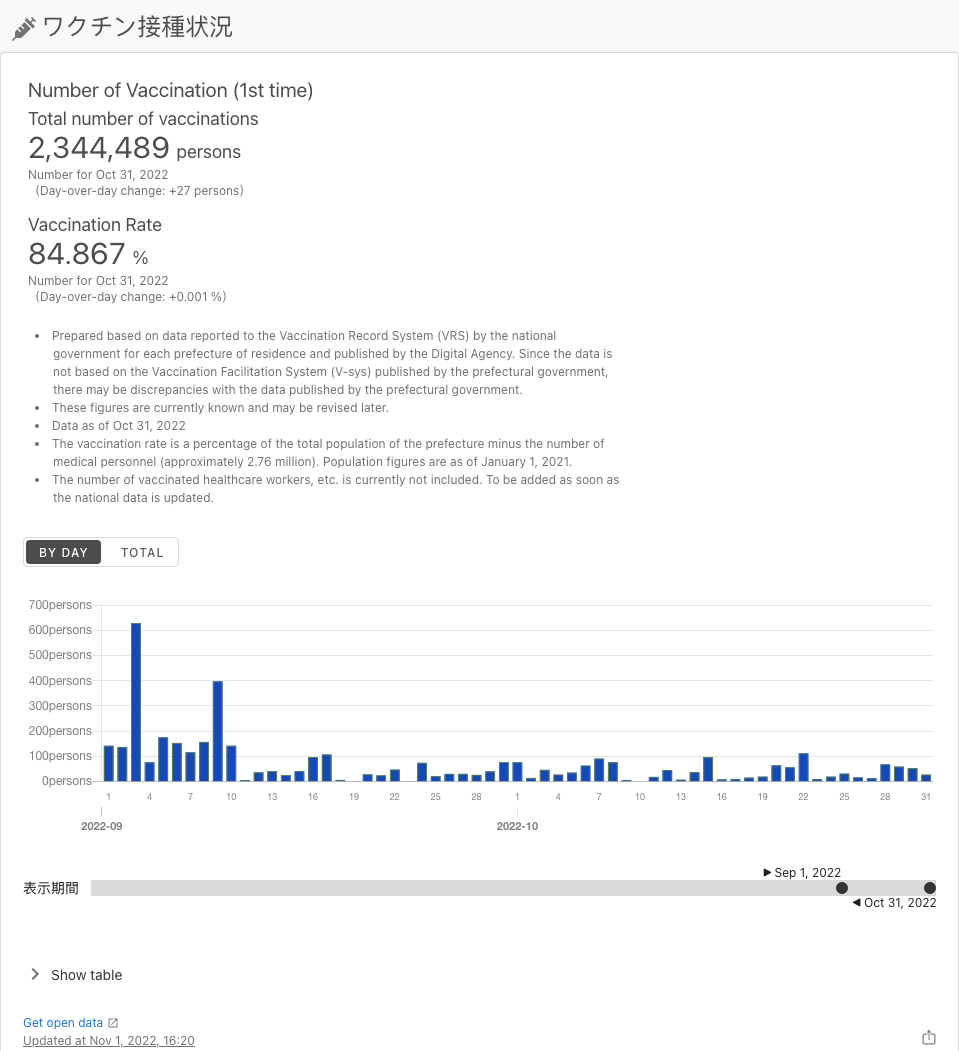 ワクチン接種状況
Number of Vaccination (1st time)
Total number of vaccinations
2,344,489 persons
Number for Oct 31, 2022
(Day-over-day change: +27 persons)
Vaccination Rate
84.867 %
Number for Oct 31, 2022
(Day-over-day change: +0.001 %)
• Prepared based on data reported to the Vaccination Record System (VRS) by the national
government for each prefecture of residence and published by the Digital Agency. Since the data is
not based on the Vaccination Facilitation System (V-sys) published by the prefectural government,
there may be discrepancies with the data published by the prefectural government.
• These figures are currently known and may be revised later.
• Data as of Oct 31, 2022
• The vaccination rate is a percentage of the total population of the prefecture minus the number of
medical personnel (approximately 2.76 million). Population figures are as of January 1, 2021.
• The number of vaccinated healthcare workers, etc. is currently not included. To be added as soon as
the national data is updated.
BY DAY TOTAL
700persons
600persons
500persons
400persons
300persons
200persons
100persons
0persons
1 4 7 10 13 16 19 22 25 28 1 4 7 10 13 16 19 22 25 28 31
2022-09 2022-10
Sep 1, 2022
表示期間
Oct 31, 2022
Show table
Get open data
Updated at Nov 1, 2022, 16:20